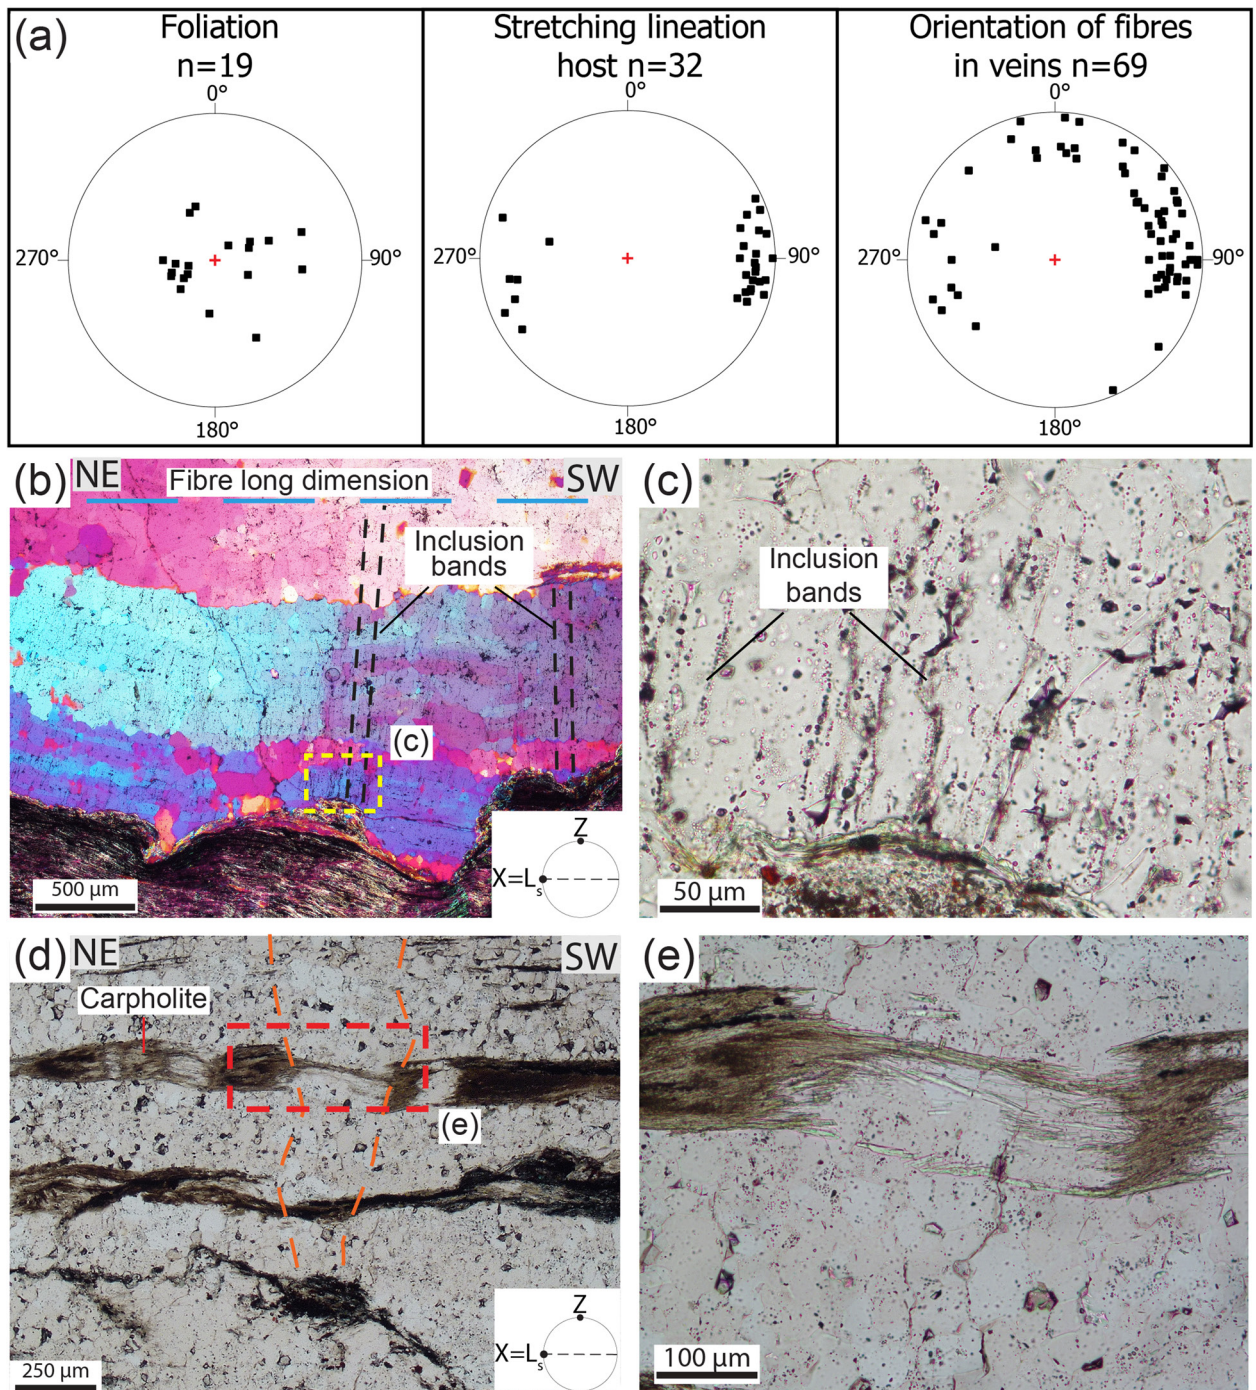 (a)
Foliation
n=19
0°
270°
90°
180°
Stretching lineation
host n=32
0°
270°
90°
180°
Orientation of fibres
in veins n=69
0°
270°
90°
180°
(b)
NE
Fibre long dimension
SW
Inclusion
bands
(c)
500 µm
Z
X=Ls
(c)
Inclusion
bands
50 µm
(d)
NE
SW
Carpholite
(e)
250 µm
Z
X=Ls
(e)
100 µm